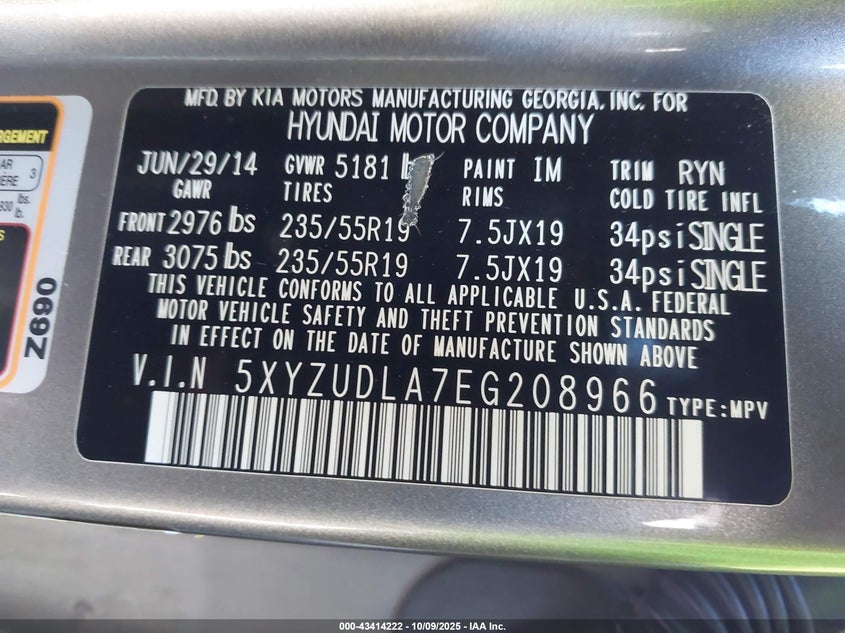 MFD. BY KIA MOTORS MANUFACTURING GEORGIA, INC. FOR
HYUNDAI MOTOR COMPANY
JUN/29/14 GVWR 5181 PAINT IM TRIM RYN
GAWR TIRES RIMS COLD TIRE INFL
FRONT 2976 lbs 235/55R19 7.5JX19 34psi SINGLE
REAR 3075 lbs 235/55R19 7.5JX19 34psi SINGLE
THIS VEHICLE CONFORMS TO ALL APPLICABLE U.S.A. FEDERAL
MOTOR VEHICLE SAFETY AND THEFT PREVENTION STANDARDS
IN EFFECT ON THE DATE OF MANUFACTURE SHOWN ABOVE
V.I.N 5XYZUDLA7EG208966 TYPE:MPV
3
lbs.
lb.
Z690
000-43414222 - 10/09/2025 - IAA Inc.